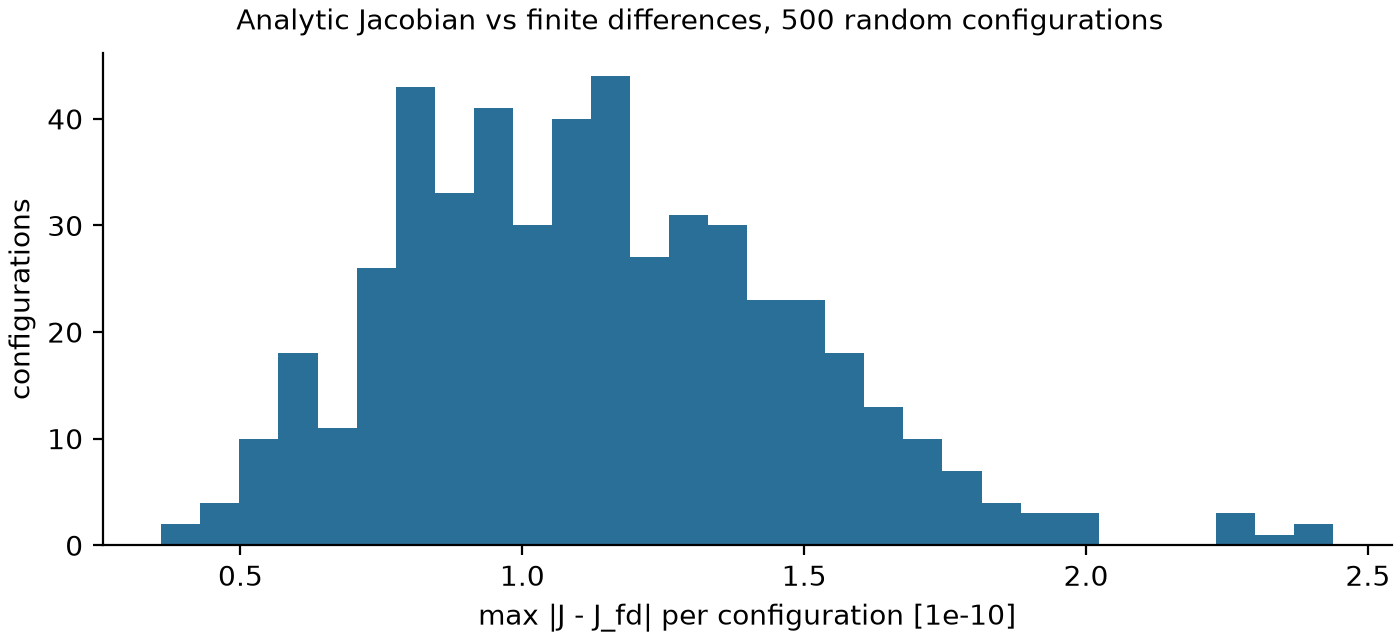 Analytic Jacobian vs finite differences, 500 random configurations
configurations
40
30
20
10
0
0.5 1.0 1.5 2.0 2.5
max |J - J_fd| per configuration [1e-10]